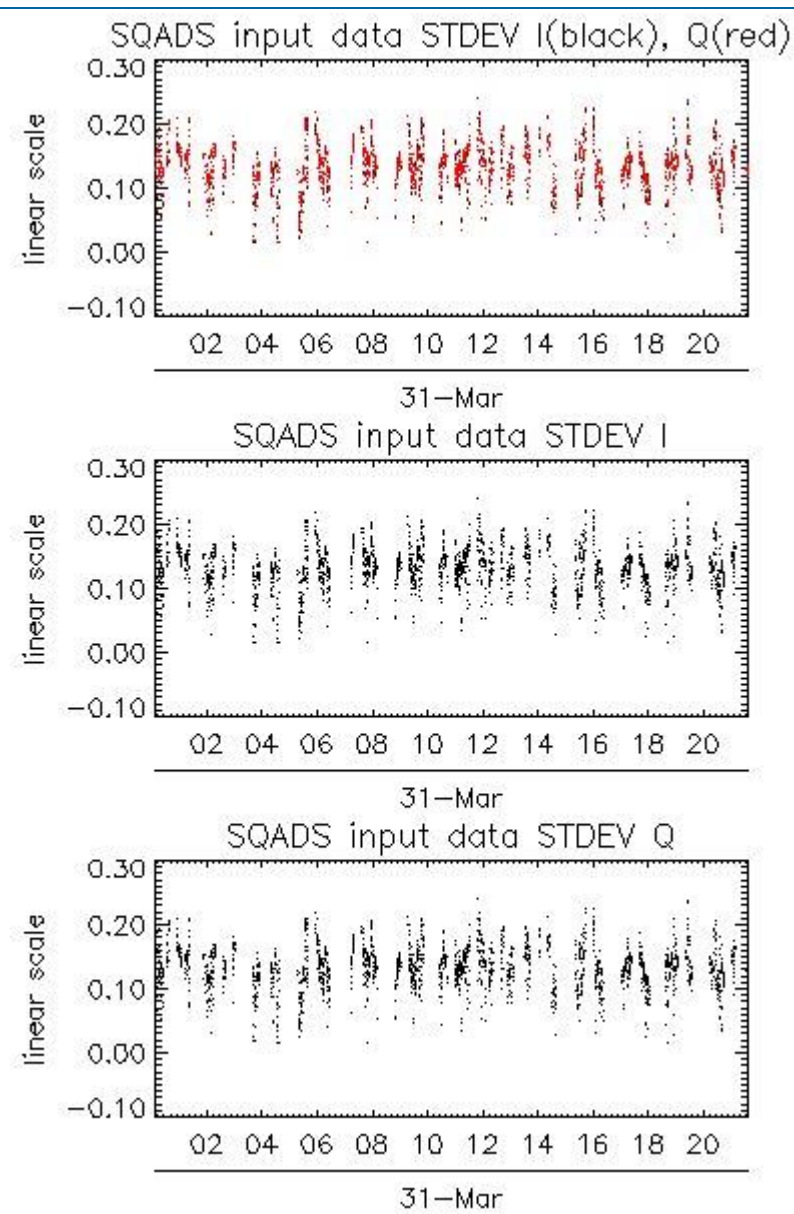 SQADS input data STDEV I(black), Q(red)
0.30
0.20
0.10
0.00
−0.10
linear scale
02 04 06 08 10 12 14 16 18 20
31−Mar
SQADS input data STDEV I
0.30
0.20
0.10
0.00
−0.10
linear scale
02 04 06 08 10 12 14 16 18 20
31−Mar
SQADS input data STDEV Q
0.30
0.20
0.10
0.00
−0.10
linear scale
02 04 06 08 10 12 14 16 18 20
31−Mar